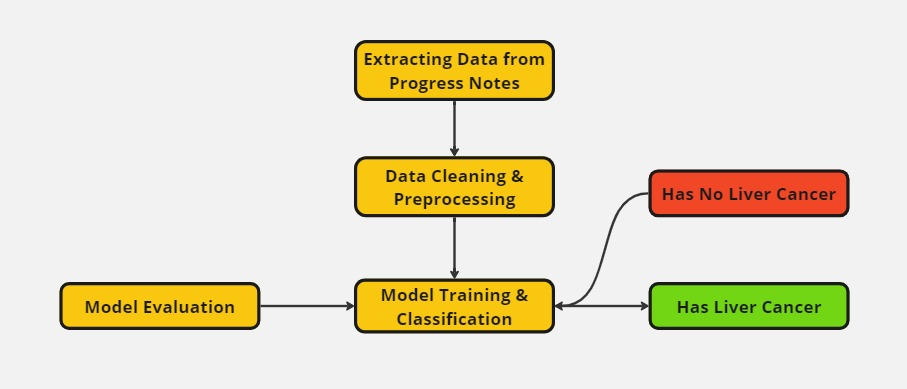 Extracting Data from
Progress Notes
Data Cleaning &
Preprocessing
Has No Liver Cancer
Model Evaluation
Model Training &
Classification
Has Liver Cancer